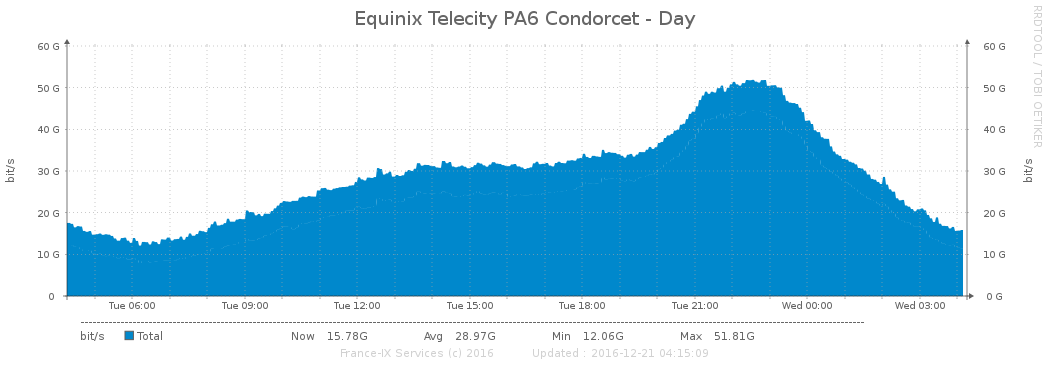 Equinix Telecity PA6 Condorcet - Day
RRDTOOL / TOBI OETIKER
60 G 60 G
50 G 50 G
40 G 40 G
30 G 30 G
20 G 20 G
10 G 10 G
0 0 G
bit/s bit/s
Tue 06:00 Tue 09:00 Tue 12:00 Tue 15:00 Tue 18:00 Tue 21:00 Wed 00:00 Wed 03:00
bit/s Total Now 15.78G Avg 28.97G Min 12.06G Max 51.81G
France-IX Services (c) 2016 Updated : 2016-12-21 04:15:09